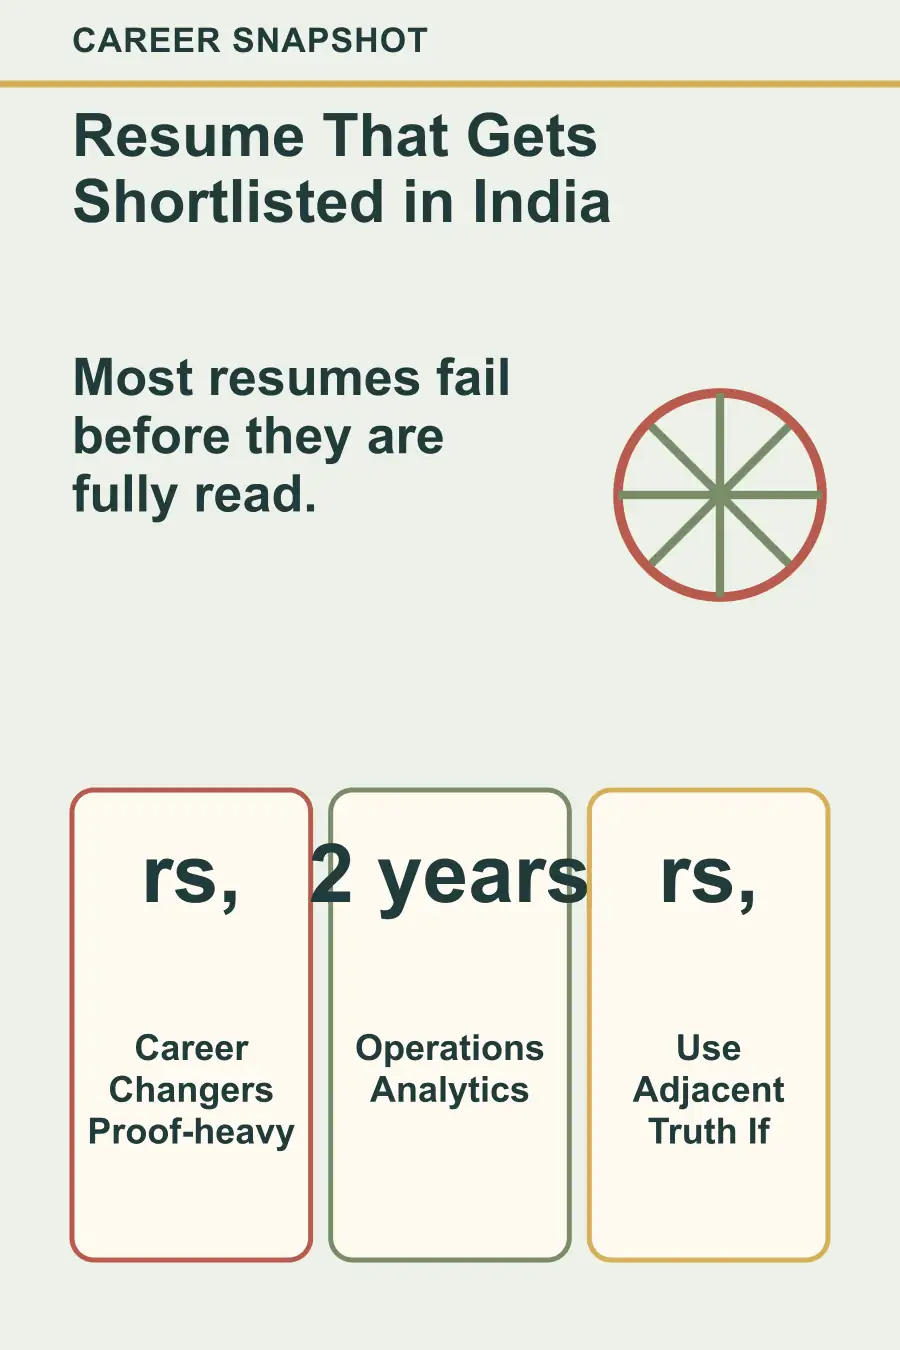 CAREER SNAPSHOT
Resume That Gets
Shortlisted in India
Most resumes fail
before they are
fully read.
rs,
Career
Changers
Proof-heavy
2 years
Operations
Analytics
rs,
Use
Adjacent
Truth If